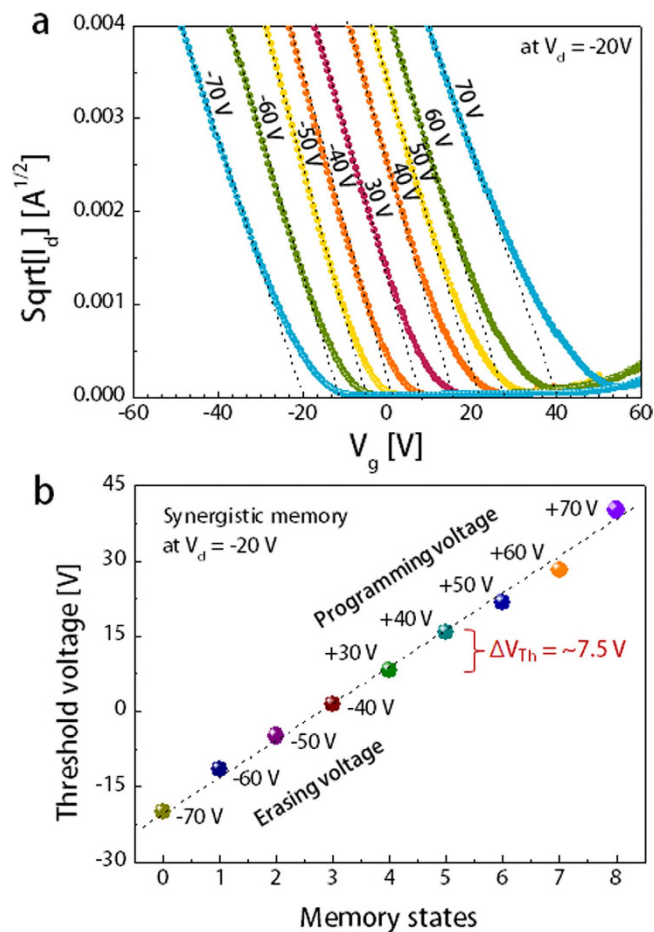 a
at V_d = -20V
Sqrt[I_d] [A^1/2]
0.004
0.003
0.002
0.001
0.000
-70 V
-60 V
-50 V
-40 V
30 V
40 V
50 V
60 V
70 V
-60
-40
-20
0
20
40
60
V_g [V]
b
Synergistic memory
at V_d = -20 V
Programming voltage
Erasing voltage
Threshold voltage [V]
45
30
15
0
-15
-30
+70 V
+60 V
+50 V
+40 V
+30 V
-40 V
-50 V
-60 V
-70 V
ΔV_Th = ~7.5 V
0
1
2
3
4
5
6
7
8
Memory states